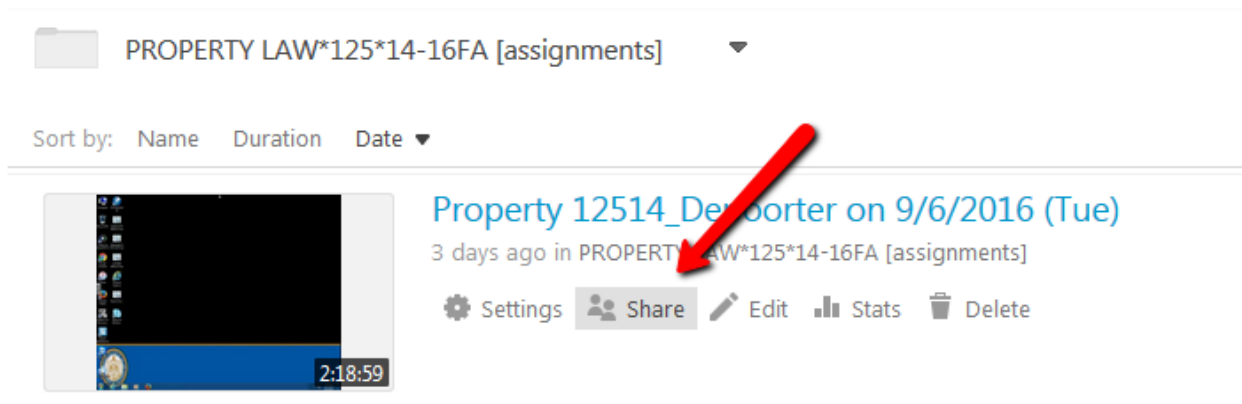 PROPERTY LAW*125*14-16FA [assignments]
Sort by: Name Duration Date
Property 12514_ on 9/6/2016 (Tue)
3 days ago in PROPERTY LAW*125*14-16FA [assignments]
Settings Share Edit Stats Delete
2:18:59